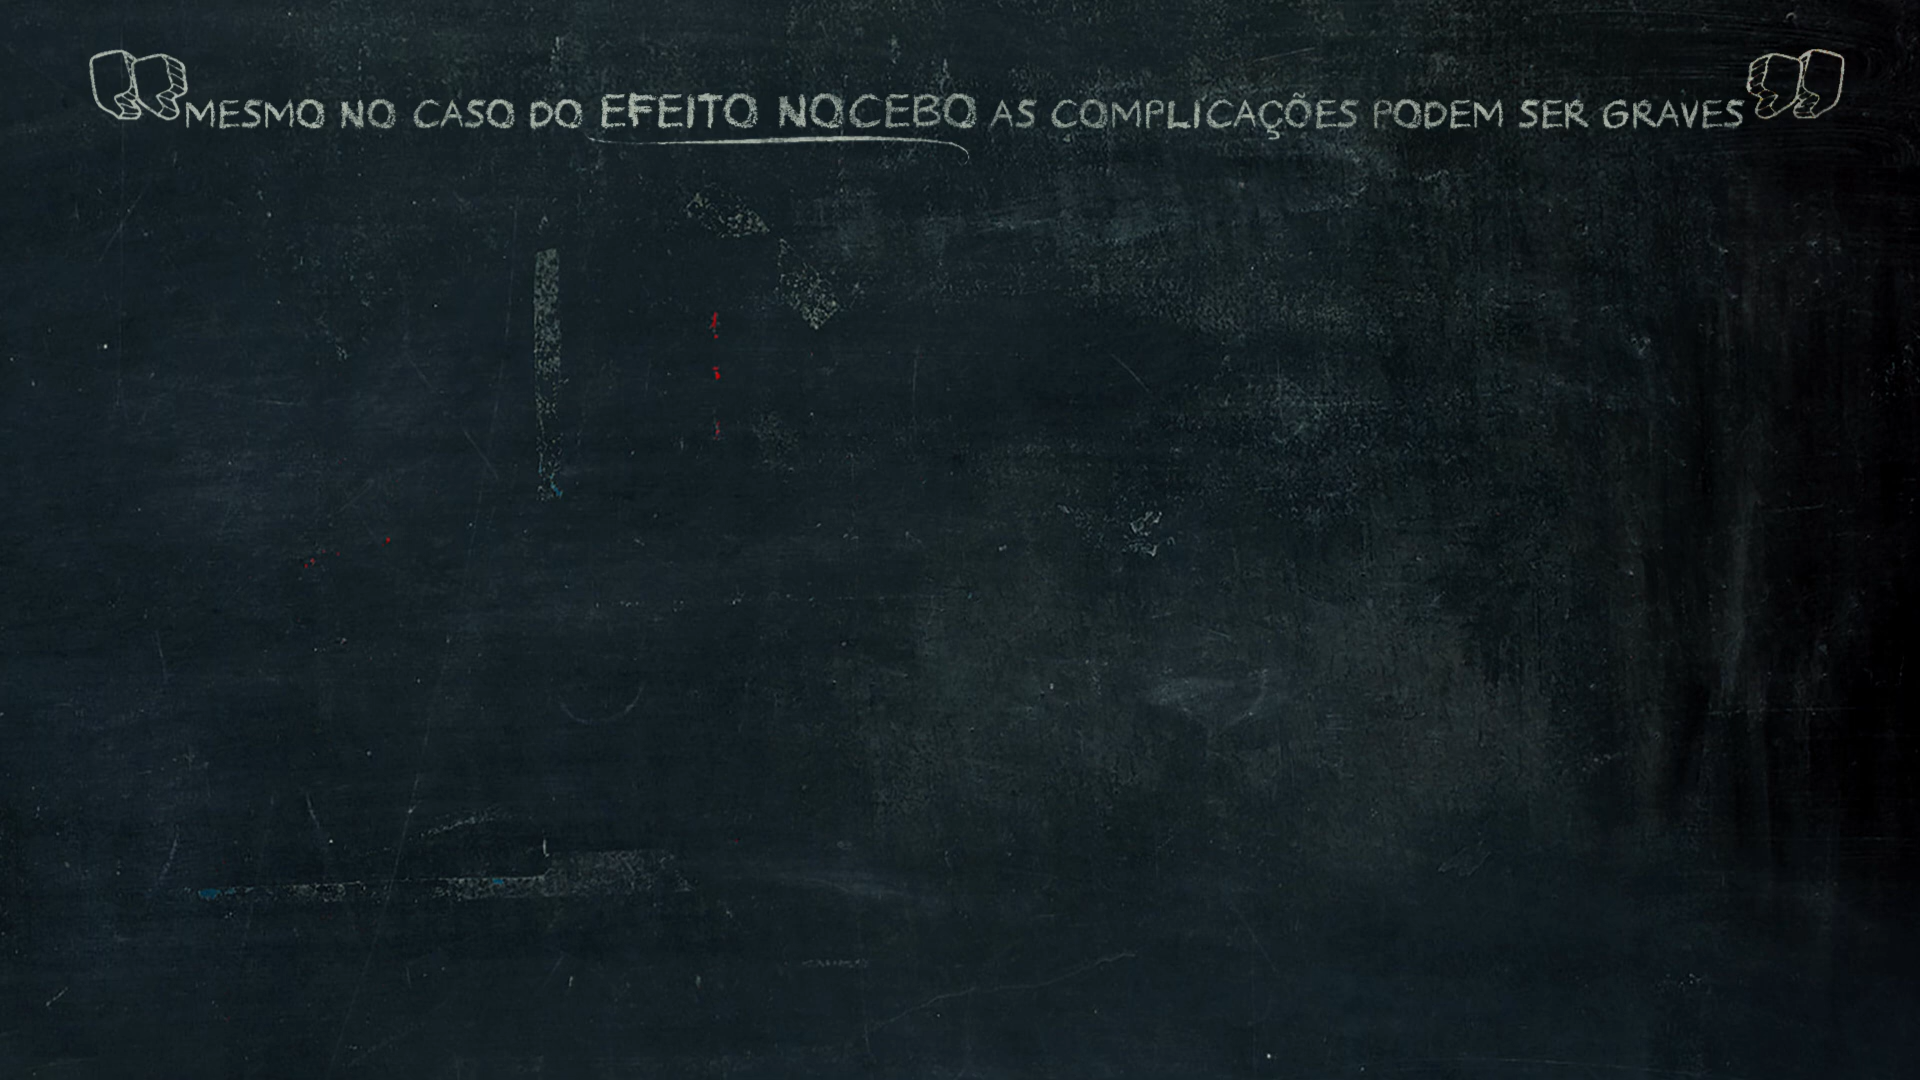 ❝MESMO NO CASO DO EFEITO NOCEBO AS COMPLICAÇÕES PODEM SER GRAVES❞